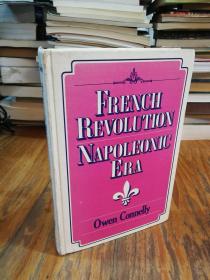 FRENCH
REVOLUTION
NAPOLEONIC
ERA
Owen Connelly